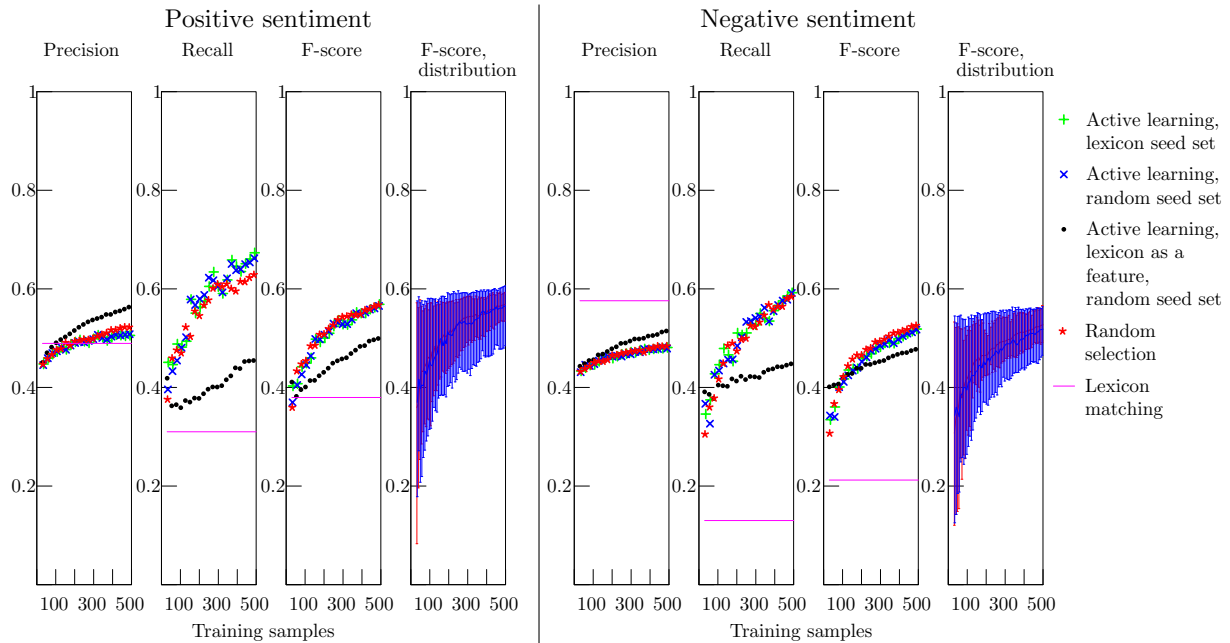 Positive sentiment
Negative sentiment
Precision
Recall
F-score
F-score,
distribution
Precision
Recall
F-score
F-score,
distribution
1
1
1
1
1
1
1
1
0.8
0.8
0.8
0.8
0.8
0.8
0.8
0.8
0.6
0.6
0.6
0.6
0.6
0.6
0.6
0.6
0.4
0.4
0.4
0.4
0.4
0.4
0.4
0.4
0.2
0.2
0.2
0.2
0.2
0.2
0.2
0.2
100 300 500
100 300 500
100 300 500
100 300 500
100 300 500
100 300 500
100 300 500
100 300 500
Training samples
Training samples
Active learning,
lexicon seed set
Active learning,
random seed set
Active learning,
lexicon as a
feature,
random seed set
Random
selection
Lexicon
matching